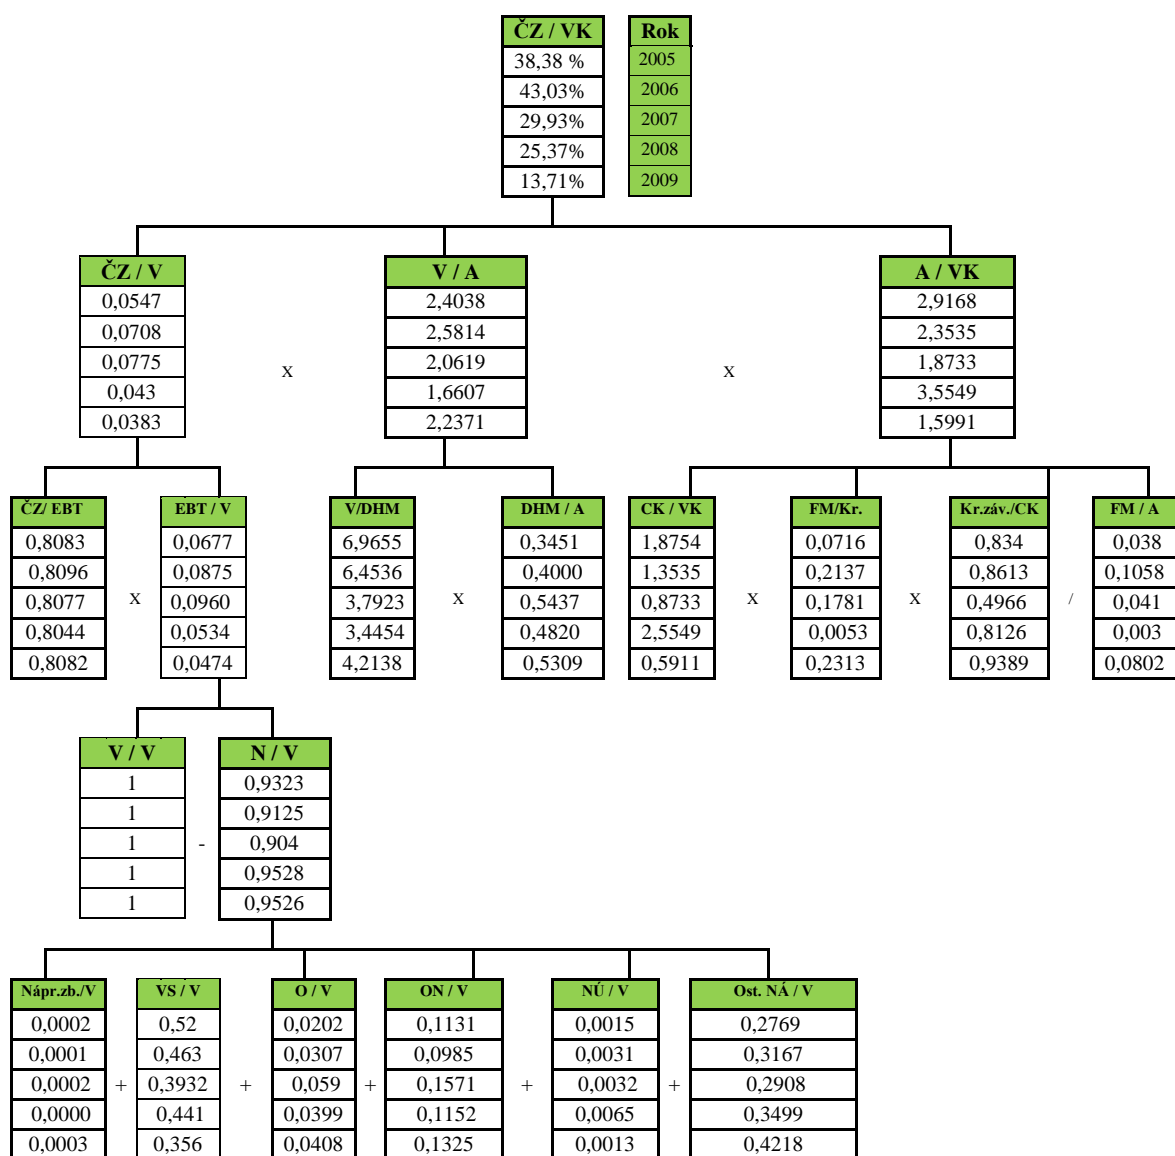 ČZ / VK Rok
38,38 % 2005
43,03% 2006
29,93% 2007
25,37% 2008
13,71% 2009
ČZ / V V / A A / VK
0,0547 2,4038 2,9168
0,0708 2,5814 2,3535
0,0775 x 2,0619 x 1,8733
0,043 1,6607 3,5549
0,0383 2,2371 1,5991
ČZ/ EBT EBT / V V/DHM DHM / A CK / VK FM/Kr. Kr.záv./CK FM / A
0,8083 0,0677 6,9655 0,3451 1,8754 0,0716 0,834 0,038
0,8096 0,0875 6,4536 0,4000 1,3535 0,2137 0,8613 0,1058
0,8077 x 0,0960 3,7923 x 0,5437 0,8733 x 0,1781 x 0,4966 / 0,041
0,8044 0,0534 3,4454 0,4820 2,5549 0,0053 0,8126 0,003
0,8082 0,0474 4,2138 0,5309 0,5911 0,2313 0,9389 0,0802
V / V N / V
1 0,9323
1 0,9125
1 - 0,904
1 0,9528
1 0,9526
Nápr.zb./V VS / V O / V ON / V NÚ / V Ost. NÁ / V
0,0002 0,52 0,0202 0,1131 0,0015 0,2769
0,0001 0,463 0,0307 0,0985 0,0031 0,3167
0,0002 + 0,3932 + 0,059 + 0,1571 + 0,0032 + 0,2908
0,0000 0,441 0,0399 0,1152 0,0065 0,3499
0,0003 0,356 0,0408 0,1325 0,0013 0,4218